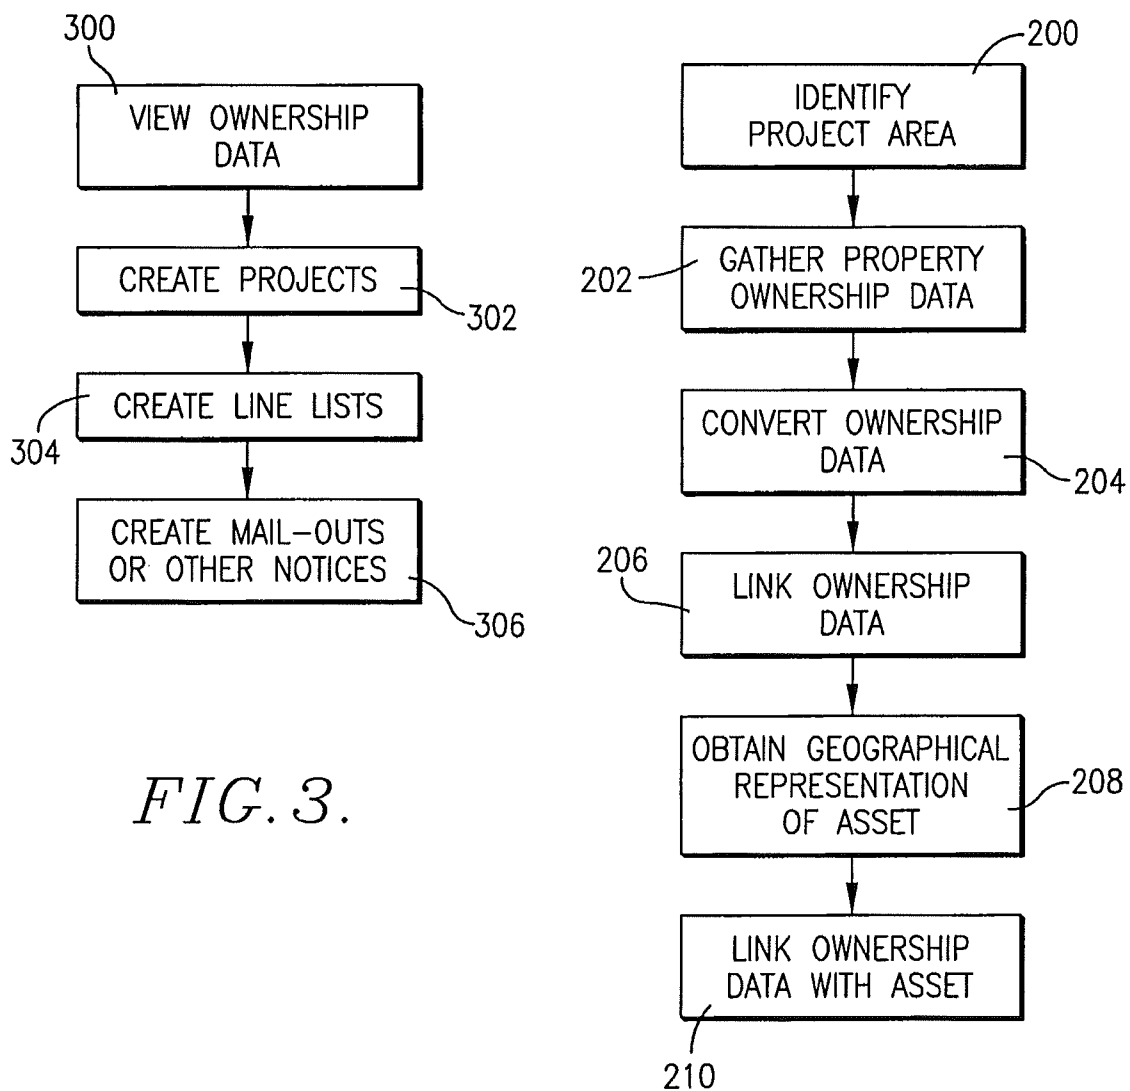 300
VIEW OWNERSHIP
DATA
CREATE PROJECTS
302
CREATE LINE LISTS
304
CREATE MAIL-OUTS
OR OTHER NOTICES
306
FIG. 3.
200
IDENTIFY
PROJECT AREA
202
GATHER PROPERTY
OWNERSHIP DATA
CONVERT OWNERSHIP
DATA
204
206
LINK OWNERSHIP
DATA
OBTAIN GEOGRAPHICAL
REPRESENTATION
OF ASSET
208
LINK OWNERSHIP
DATA WITH ASSET
210